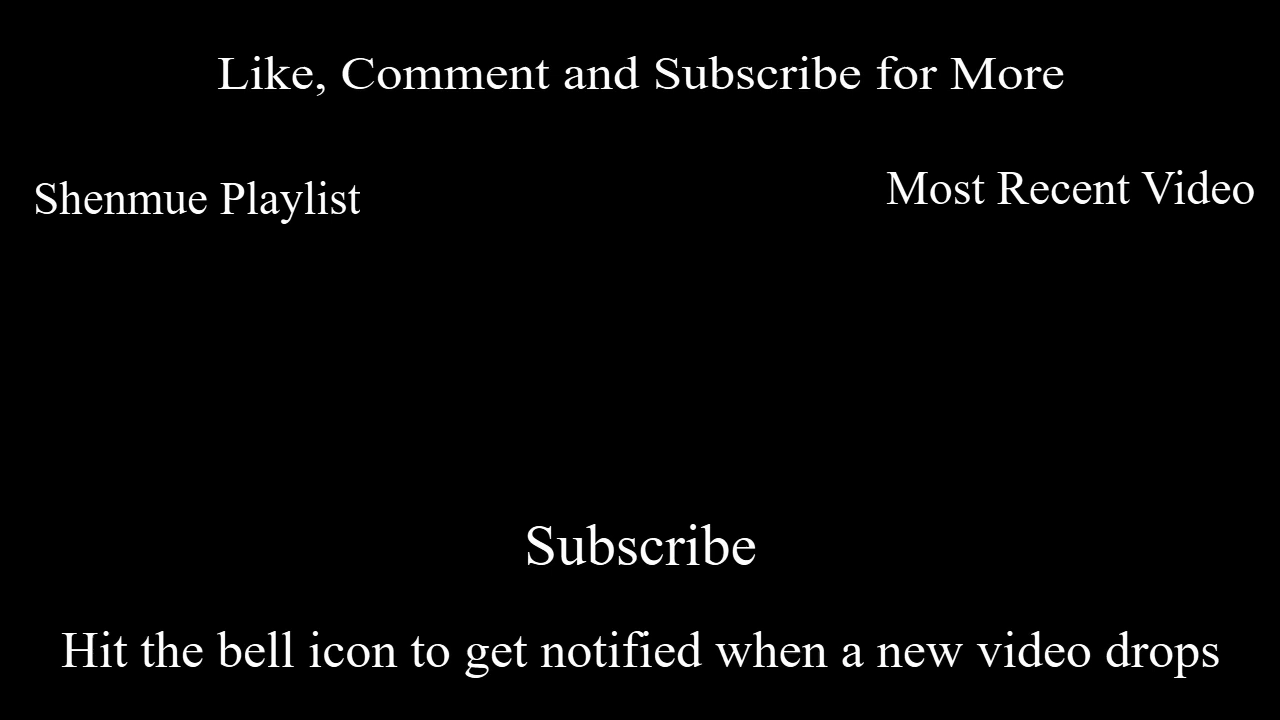 Like, Comment and Subscribe for More
Shenmue Playlist
Most Recent Video
Subscribe
Hit the bell icon to get notified when a new video drops